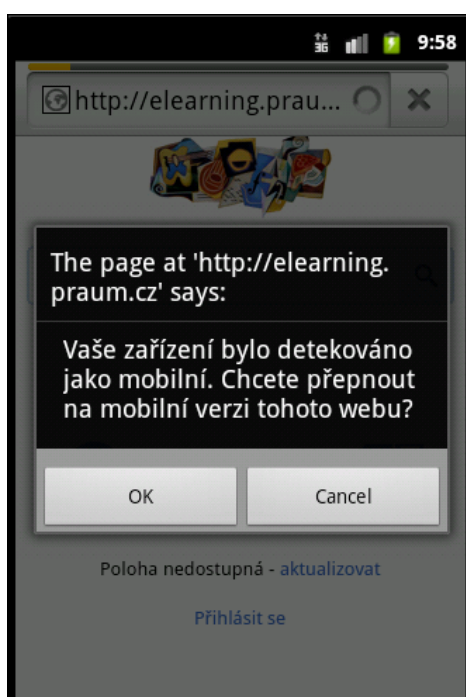 3G
9:58
http://elearning.prau...
The page at 'http://elearning.
praum.cz' says:
Vaše zařízení bylo detekováno
jako mobilní. Chcete přepnout
na mobilní verzi tohoto webu?
OK Cancel
Poloha nedostupná - aktualizovat
Přihlásit se